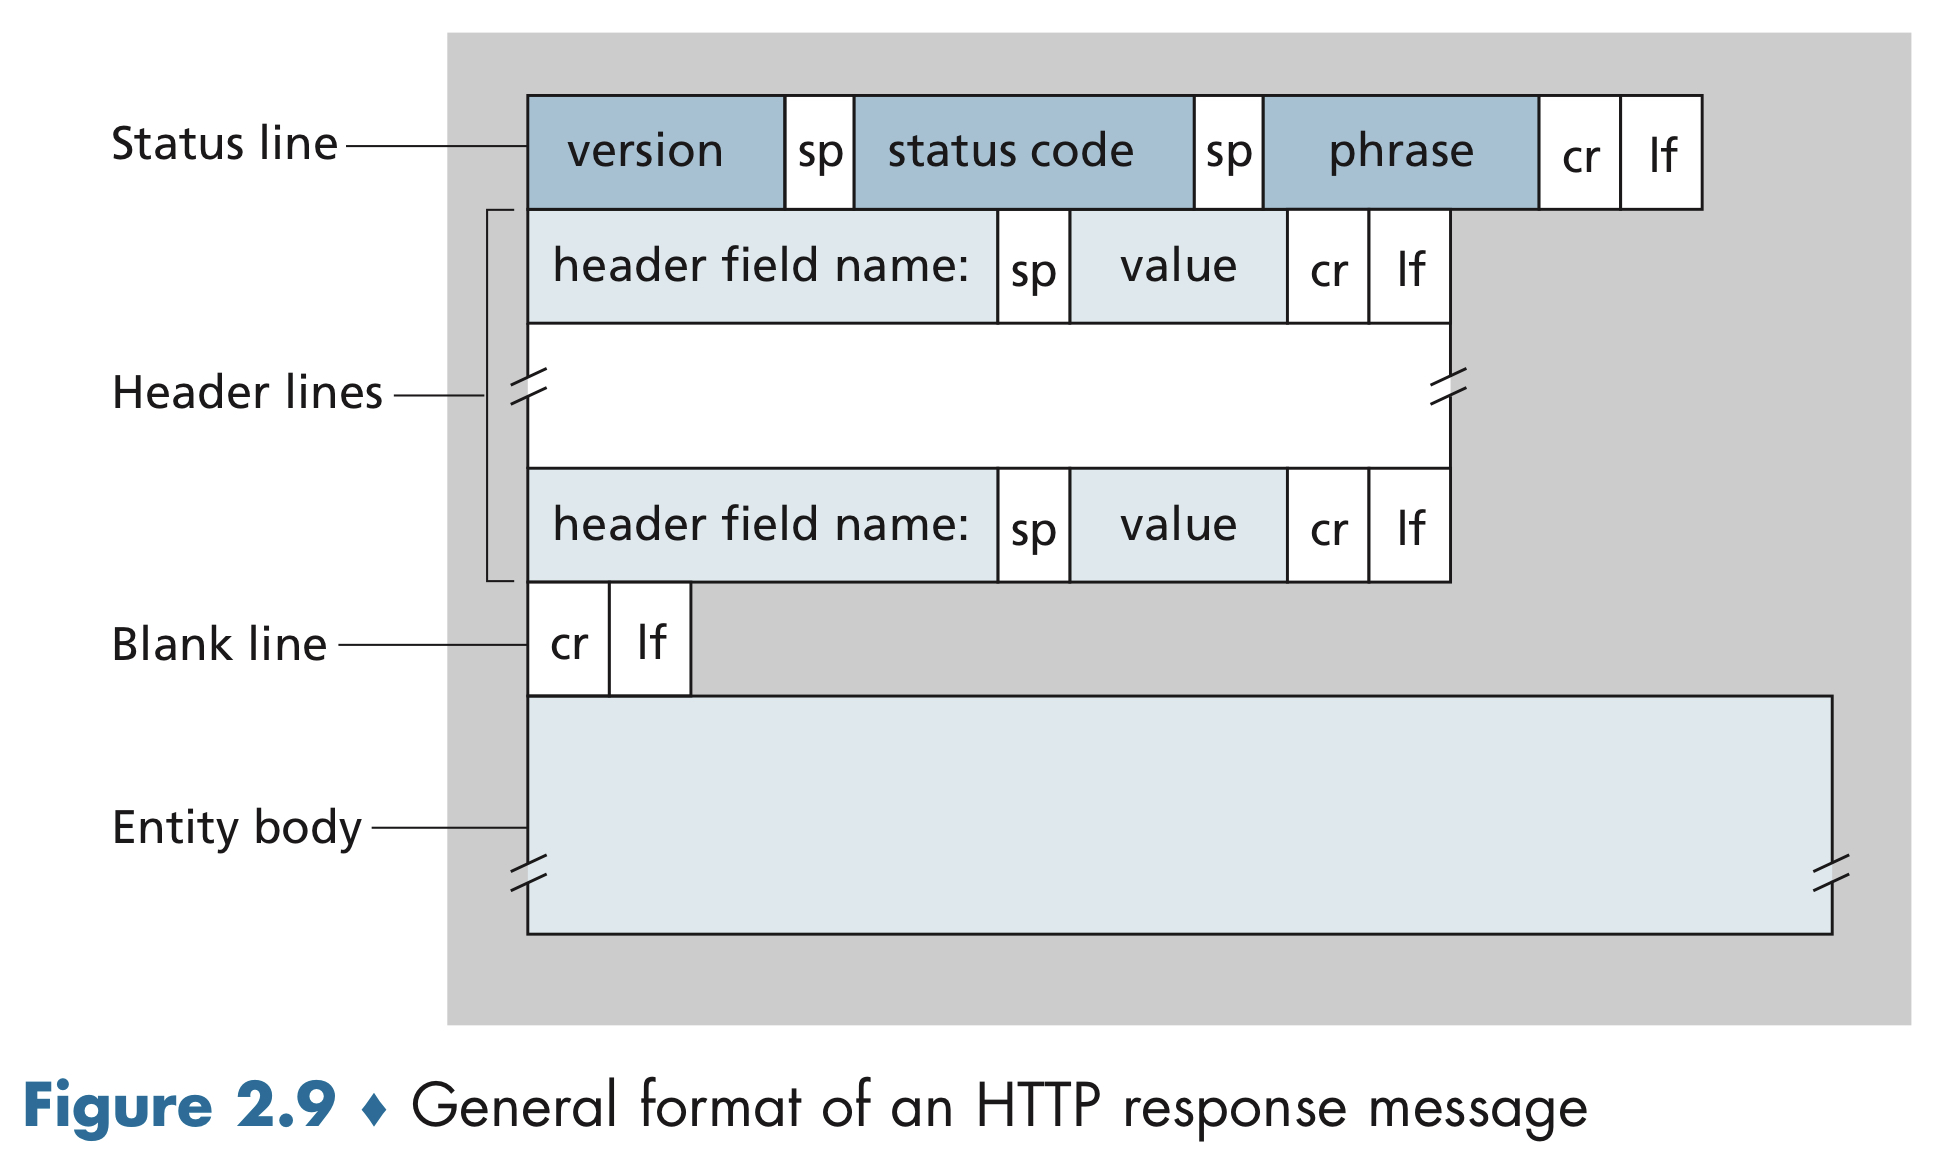 Status line version sp status code sp phrase cr lf
header field name: sp value cr lf
Header lines
header field name: sp value cr lf
Blank line cr lf
Entity body
Figure 2.9 ♦ General format of an HTTP response message